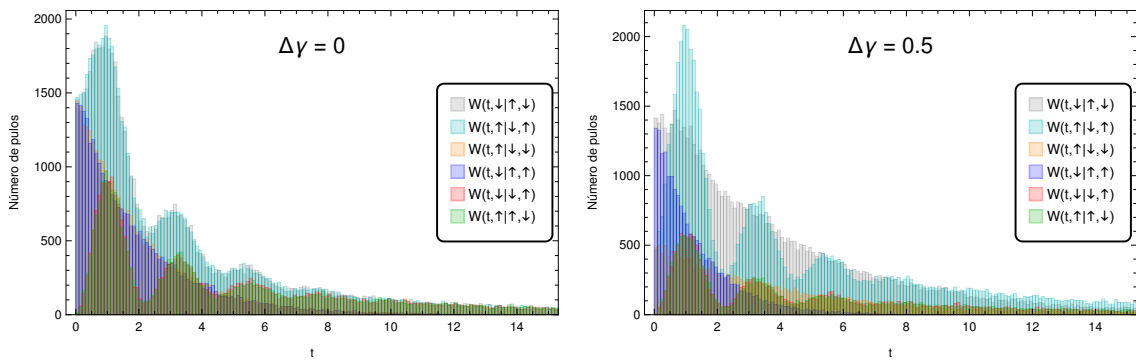 Δγ = 0
Número de pulos
2000
1500
1000
500
0
W(t,↓|↑,↓)
W(t,↑|↓,↑)
W(t,↑|↓,↓)
W(t,↓|↑,↑)
W(t,↓|↓,↑)
W(t,↑|↑,↓)
0 2 4 6 8 10 12 14
t
Δγ = 0.5
Número de pulos
2000
1500
1000
500
0
W(t,↓|↑,↓)
W(t,↑|↓,↑)
W(t,↑|↓,↓)
W(t,↓|↑,↑)
W(t,↓|↓,↑)
W(t,↑|↑,↓)
0 2 4 6 8 10 12 14
t